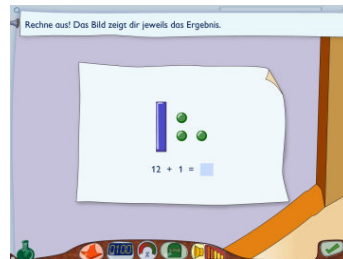 Rechne aus! Das Bild zeigt dir jeweils das Ergebnis.
12 + 1 =